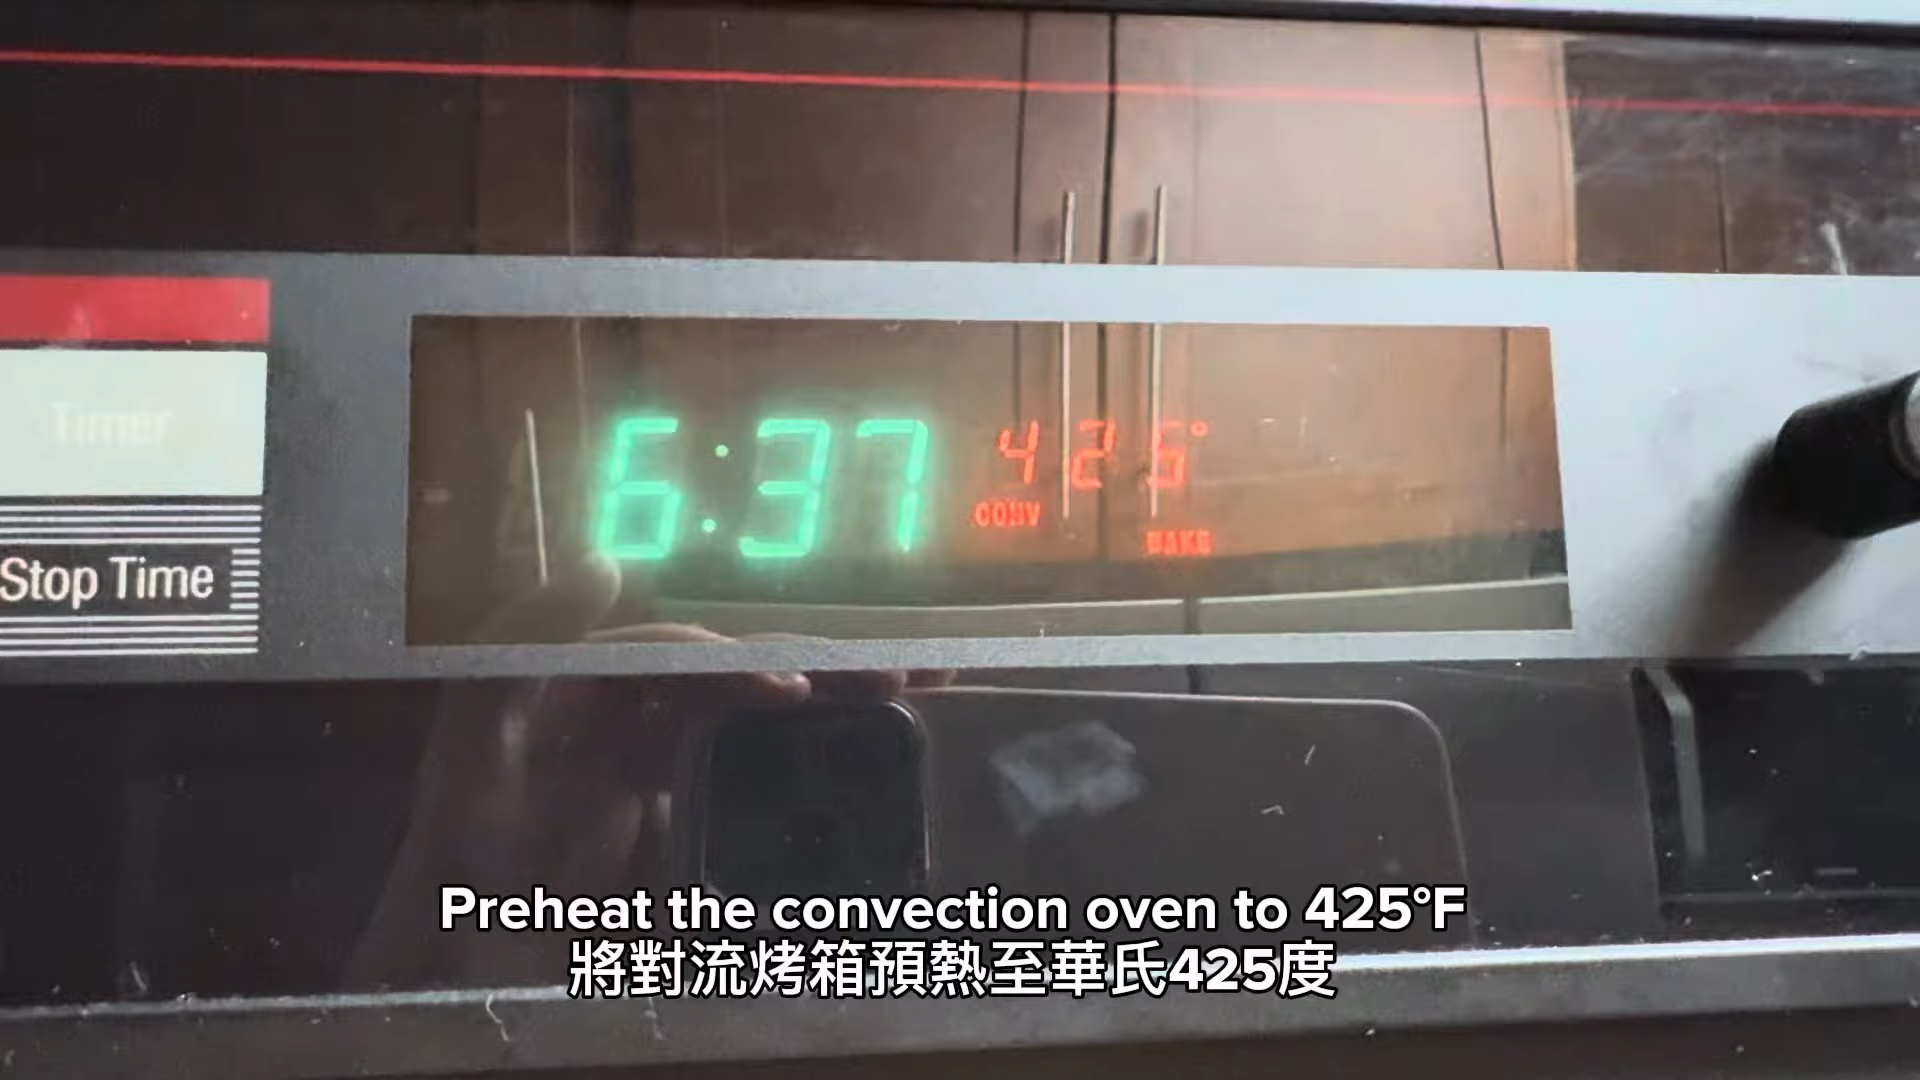 Timer
Stop Time
6:37 425°
CONV
BAKE
Preheat the convection oven to 425°F
將對流烤箱預熱至華氏425度